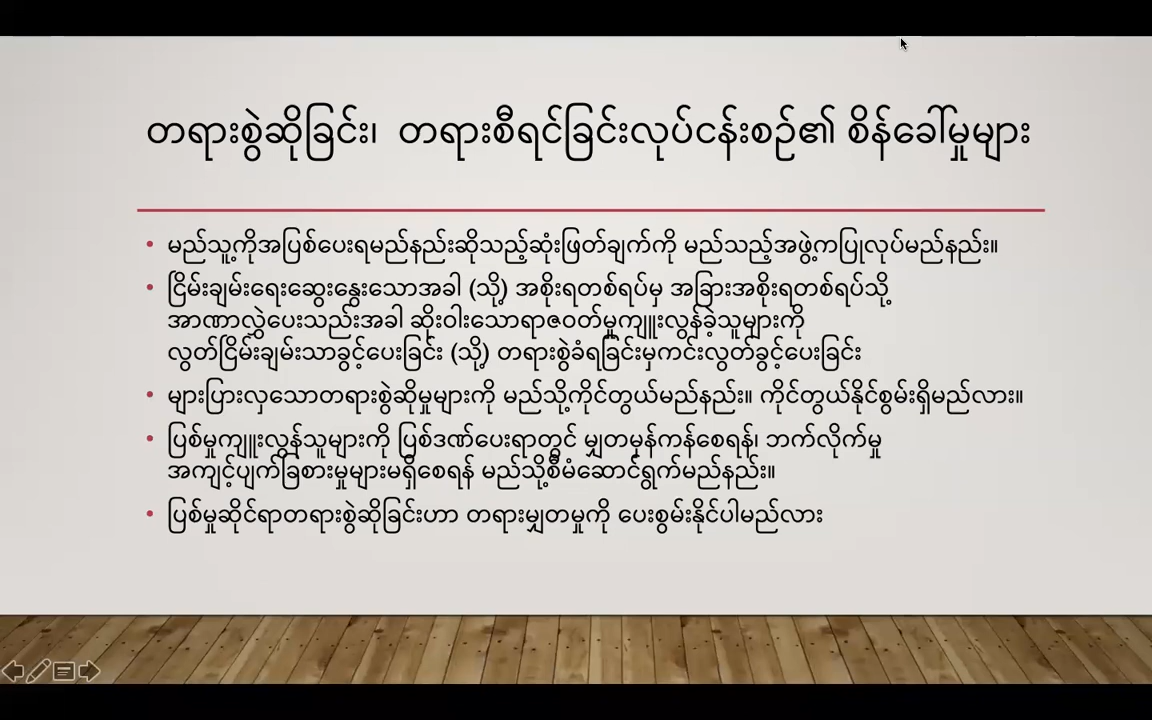 တရားစွဲဆိုခြင်း၊ တရားစီရင်ခြင်းလုပ်ငန်းစဉ်၏ စိန်ခေါ်မှုများ
• မည်သူ့ကိုအပြစ်ပေးရမည်နည်းဆိုသည့်ဆုံးဖြတ်ချက်ကို မည်သည့်အဖွဲ့ကပြုလုပ်မည်နည်း။
• ငြိမ်းချမ်းရေးဆွေးနွေးသောအခါ (သို့) အစိုးရတစ်ရပ်မှ အခြားအစိုးရတစ်ရပ်သို့
အာဏာလွှဲပေးသည်းအခါ ဆိုးဝါးသောရာဇဝတ်မှုကျူးလွန်ခဲ့သူများကို
လွတ်ငြိမ်းချမ်းသာခွင့်ပေးခြင်း (သို့) တရားစွဲခံရခြင်းမှကင်းလွတ်ခွင့်ပေးခြင်း
• များပြားလှသောတရားစွဲဆိုမှုများကို မည်သို့ကိုင်တွယ်မည်နည်း။ ကိုင်တွယ်နိုင်စွမ်းရှိမည်လား။
• ပြစ်မှုကျူးလွန်သူများကို ပြစ်ဒဏ်ပေးရာတွင် မျှတမှန်ကန်စေရန်၊ ဘက်လိုက်မှု
အကျင့်ပျက်ခြစားမှုများမရှိစေရန် မည်သို့စီမံဆောင်ရွက်မည်နည်း။
• ပြစ်မှုဆိုင်ရာတရားစွဲဆိုခြင်းဟာ တရားမျှတမှုကို ပေးစွမ်းနိုင်ပါမည်လား